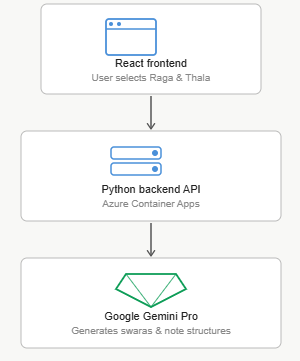 React frontend
User selects Raga & Thala
Python backend API
Azure Container Apps
Google Gemini Pro
Generates swaras & note structures